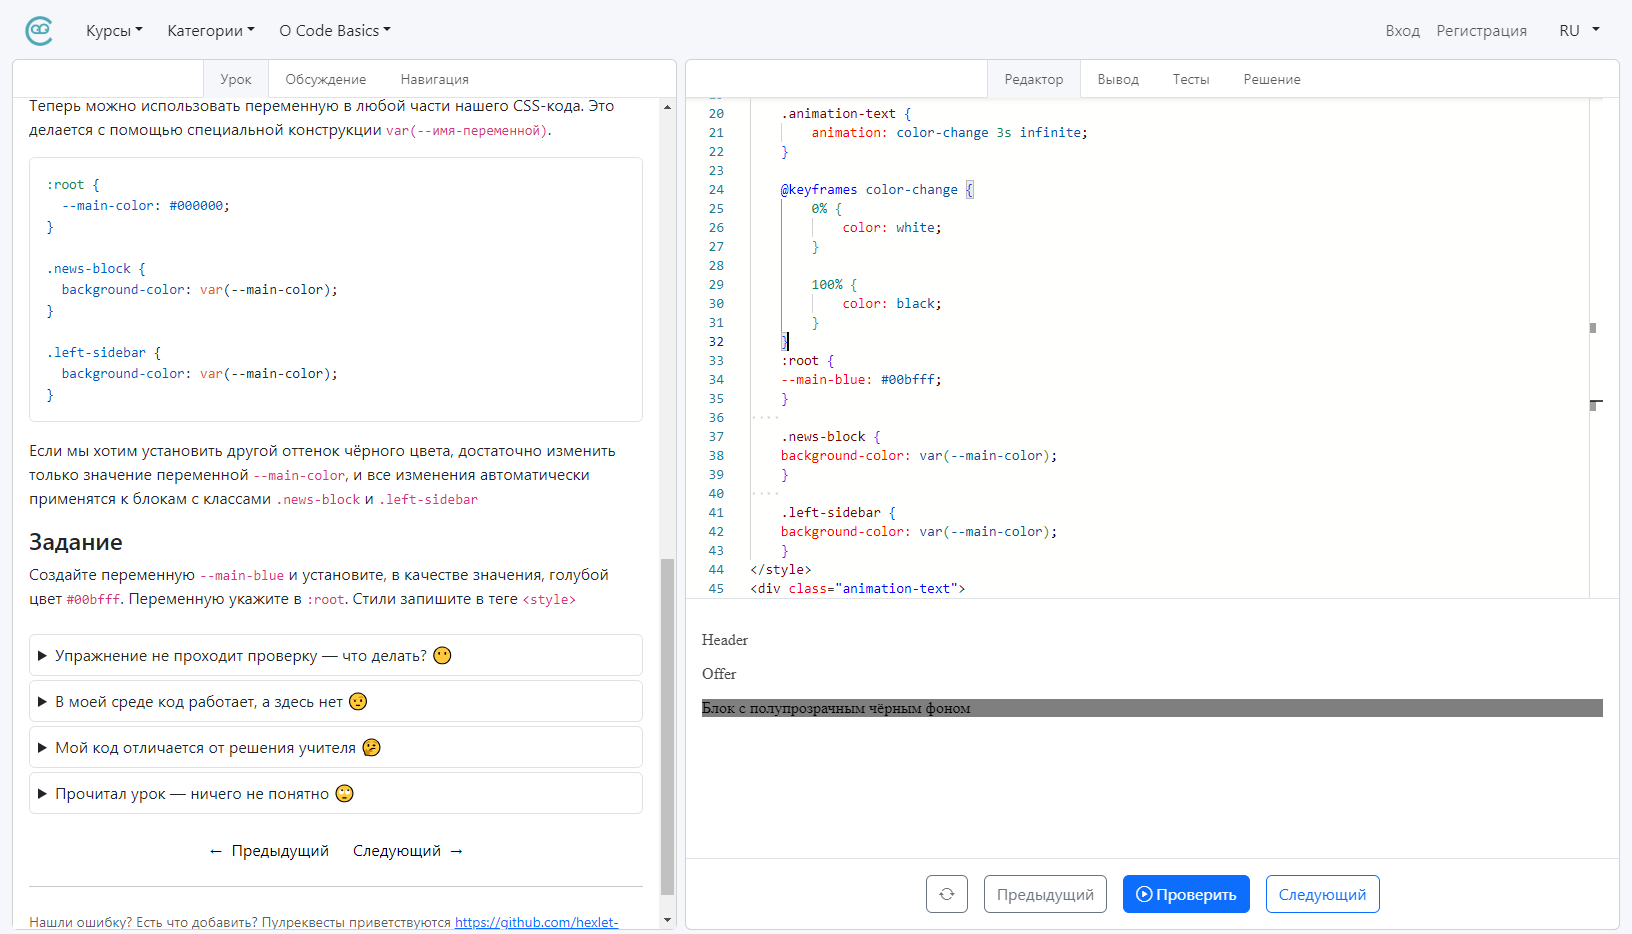 Курсы Категории О Code Basics Вход Регистрация RU
Урок Обсуждение Навигация
Теперь можно использовать переменную в любой части нашего CSS-кода. Это
делается с помощью специальной конструкции var(--имя-переменной).
:root {
--main-color: #000000;
}
.news-block {
background-color: var(--main-color);
}
.left-sidebar {
background-color: var(--main-color);
}
Если мы хотим установить другой оттенок чёрного цвета, достаточно изменить
только значение переменной --main-color, и все изменения автоматически
применятся к блокам с классами .news-block и .left-sidebar
Задание
Создайте переменную --main-blue и установите, в качестве значения, голубой
цвет #00bfff. Переменную укажите в :root. Стили запишите в теге <style>
Упражнение не проходит проверку — что делать? 😶
В моей среде код работает, а здесь нет 🤨
Мой код отличается от решения учителя 🤔
Прочитал урок — ничего не понятно 🙄
← Предыдущий Следующий →
Нашли ошибку? Есть что добавить? Пулреквесты приветствуются https://github.com/hexlet-
Редактор Вывод Тесты Решение
20 .animation-text {
21 animation: color-change 3s infinite;
22 }
23
24 @keyframes color-change {
25 0% {
26 color: white;
27 }
28
29 100% {
30 color: black;
31 }
32 }
33 :root {
34 --main-blue: #00bfff;
35 }
36 ····
37 .news-block {
38 background-color: var(--main-color);
39 }
40 ····
41 .left-sidebar {
42 background-color: var(--main-color);
43 }
44 </style>
45 <div class="animation-text">
Header
Offer
Блок с полупрозрачным чёрным фоном
Предыдущий Проверить Следующий